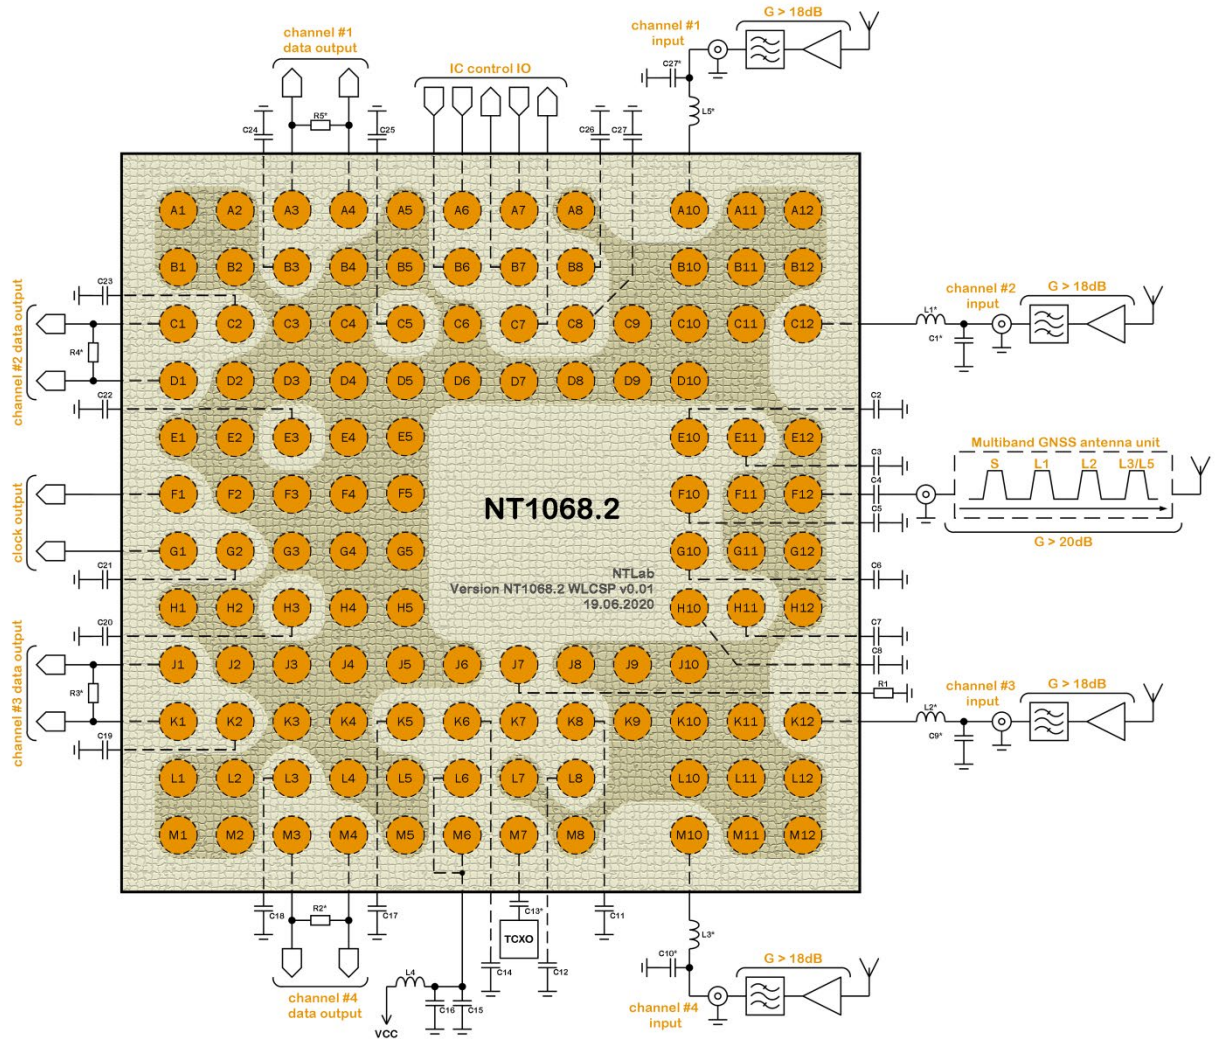 channel #1
data output
IC control IO
channel #1
input
G > 18dB
C27*
L5*
R5*
C24
C25
C26
C27
A1 A2 A3 A4 A5 A6 A7 A8 A10 A11 A12
B1 B2 B3 B4 B5 B6 B7 B8 B10 B11 B12
C23
channel #2 data output
R4*
C1 C2 C3 C4 C5 C6 C7 C8 C9 C10 C11 C12
channel #2
input
G > 18dB
L1*
C1*
D1 D2 D3 D4 D5 D6 D7 D8 D9 D10
C22
C2
E1 E2 E3 E4 E5 E10 E11 E12
C3
Multiband GNSS antenna unit
S L1 L2 L3/L5
G > 20dB
clock output
F1 F2 F3 F4 F5 F10 F11 F12
C4
C5
NT1068.2
G1 G2 G3 G4 G5 G10 G11 G12
C21
C6
NTLab
Version NT1068.2 WLCSP v0.01
19.06.2020
H1 H2 H3 H4 H5 H10 H11 H12
C20
C7
C8
channel #3 data output
R3*
J1 J2 J3 J4 J5 J6 J7 J8 J9 J10
R1
channel #3
input
G > 18dB
L2*
C9*
K1 K2 K3 K4 K5 K6 K7 K8 K9 K10 K11 K12
C19
L1 L2 L3 L4 L5 L6 L7 L8 L10 L11 L12
M1 M2 M3 M4 M5 M6 M7 M8 M10 M11 M12
C18
R2*
C17
C13*
C11
TCXO
L3*
C10*
G > 18dB
L4
C14
C12
channel #4
data output
C16
C15
VCC
channel #4
input